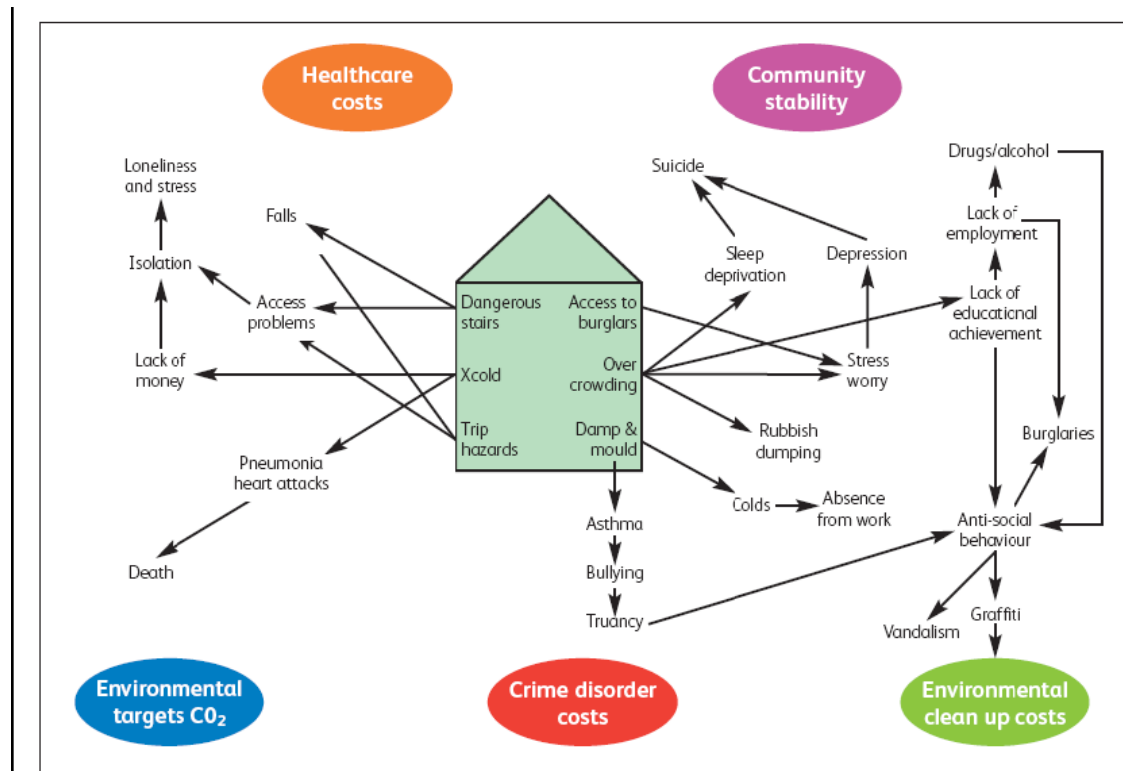 Healthcare
costs
Community
stability
Drugs/alcohol
Loneliness
and stress
Suicide
Falls
Lack of
employment
Isolation
Sleep
deprivation
Depression
Access
problems
Dangerous
stairs
Access to
burglars
Lack of
educational
achievement
Lack of
money
Xcold
Over
crowding
Stress
worry
Trip
hazards
Damp &
mould
Rubbish
dumping
Burglaries
Pneumonia
heart attacks
Colds
Absence
from work
Asthma
Anti-social
behaviour
Death
Bullying
Truancy
Graffiti
Vandalism
Environmental
targets C0₂
Crime disorder
costs
Environmental
clean up costs